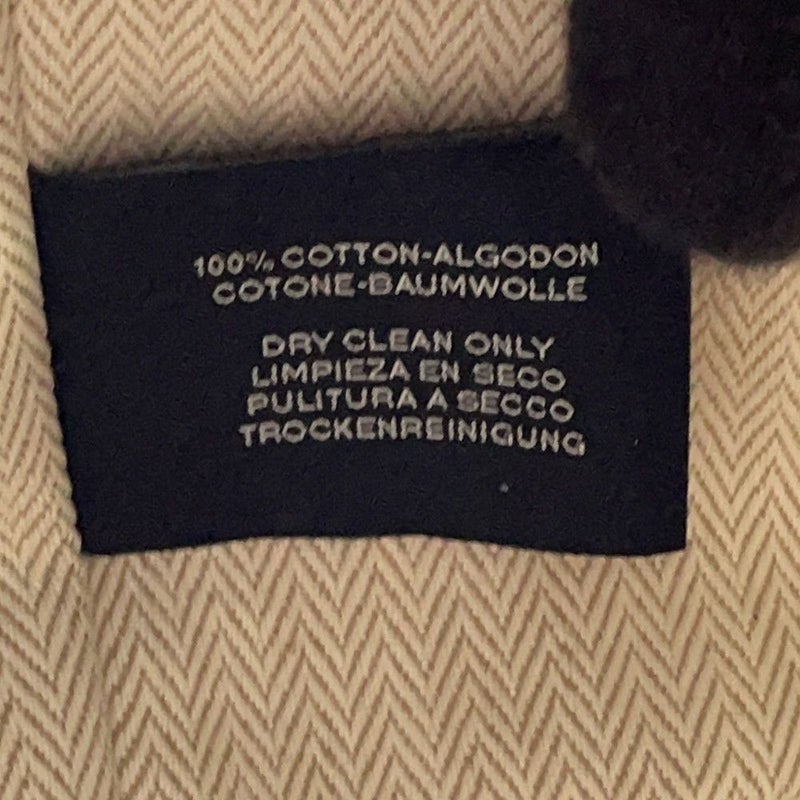 100% COTTON-ALGODON
COTONE-BAUMWOLLE
DRY CLEAN ONLY
LIMPIEZA EN SECO
PULITURA A SECCO
TROCKENREINIGUNG